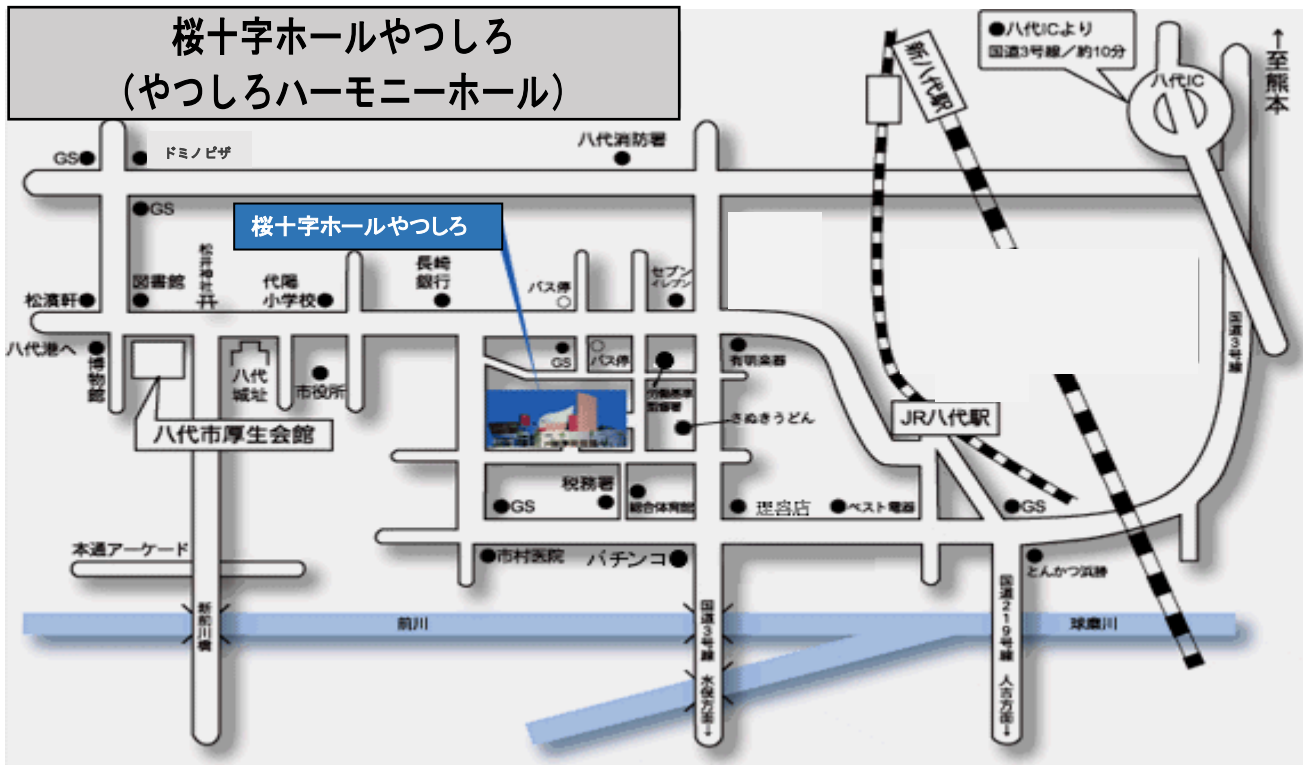 桜十字ホールやつしろ
(やつしろハーモニーホール)
●八代ICより
国道3号線/約10分
↑至熊本
新八代駅
八代IC
GS
ドミノピザ
八代消防署
GS
桜十字ホールやつしろ
松井神社
図書館
代陽
小学校
長崎
銀行
バス停
セブン
イレブン
松濱軒
国道3号線
八代港へ
博物館
八代
城址
市役所
GS
バス停
有明楽器
労働基準
監督署
さぬきうどん
JR八代駅
八代市厚生会館
税務署
GS
総合体育館
理容店
ベスト電器
GS
本通アーケード
市村医院
パチンコ
とんかつ浜勝
新前川橋
前川
国道3号線 水俣方面→
国道219号線 人吉方面→
球磨川